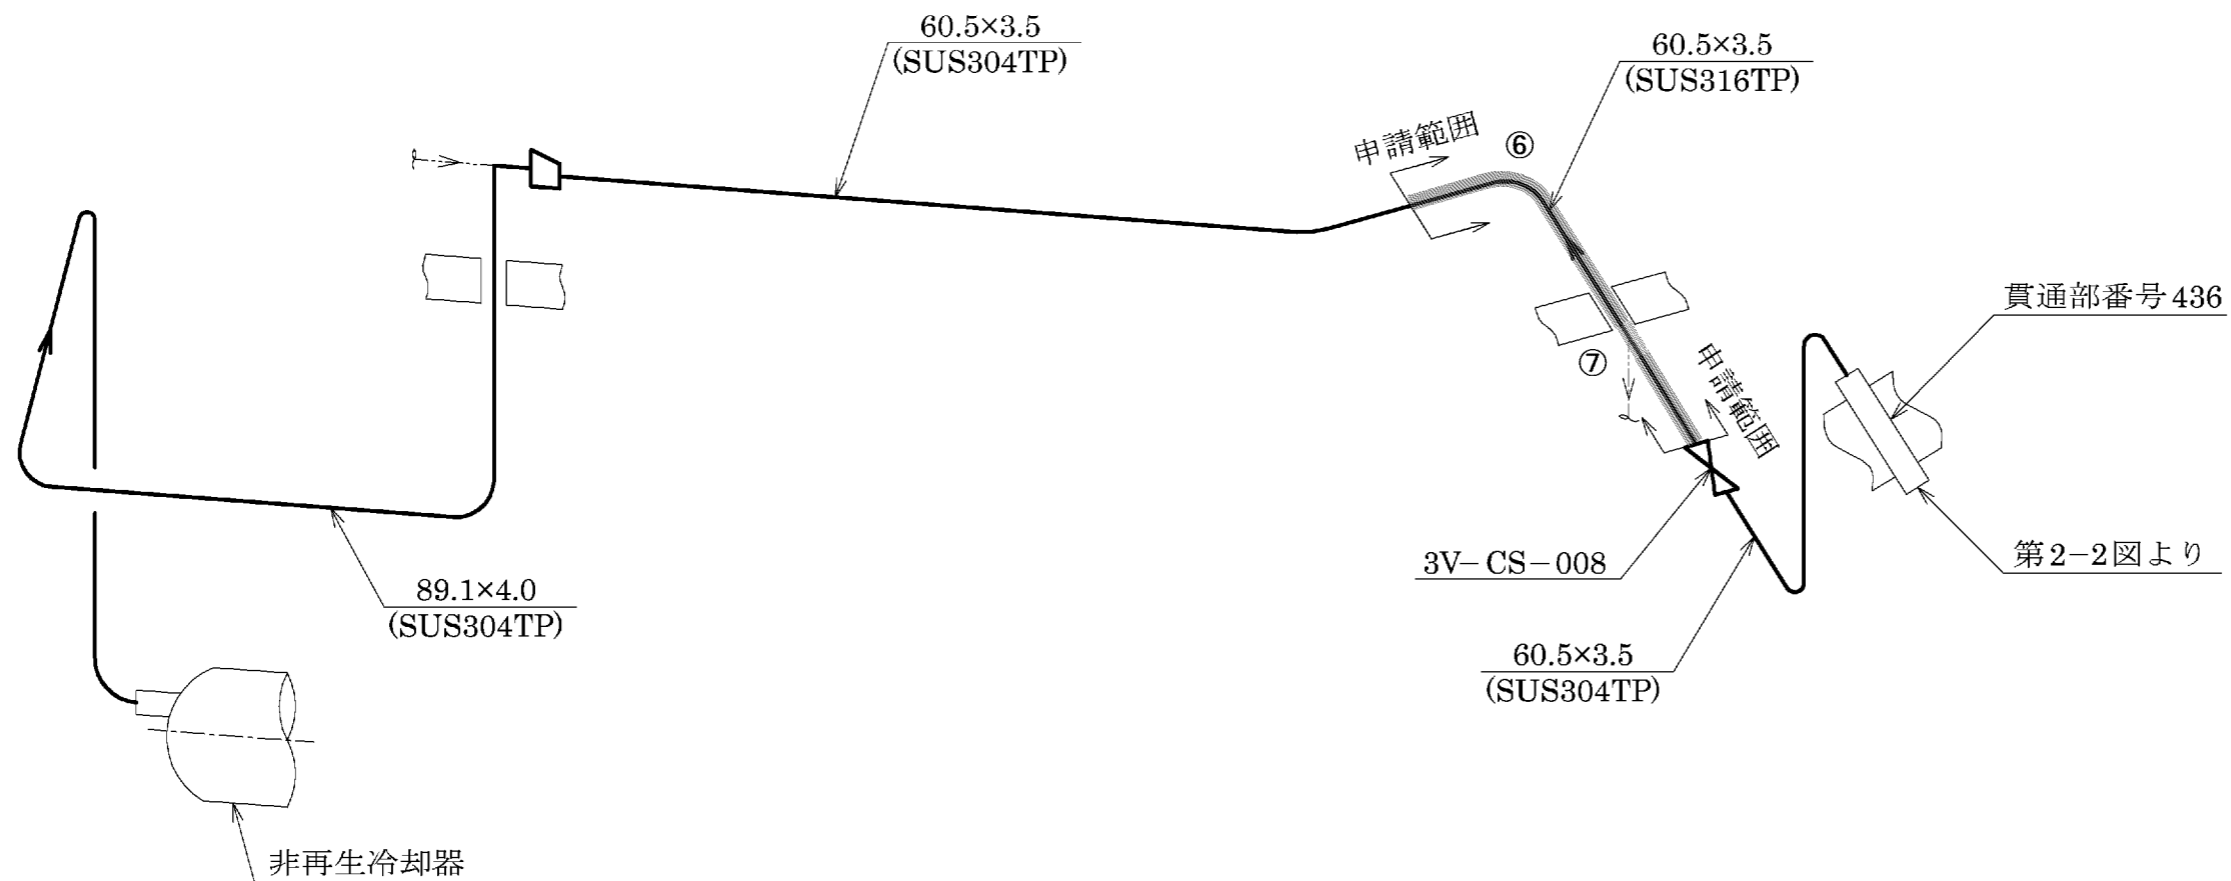 60.5×3.5
(SUS304TP)
60.5×3.5
(SUS316TP)
申請範囲
⑥
貫通部番号436
⑦
申請範囲
3V−CS−008
第2−2図より
89.1×4.0
(SUS304TP)
60.5×3.5
(SUS304TP)
非再生冷却器